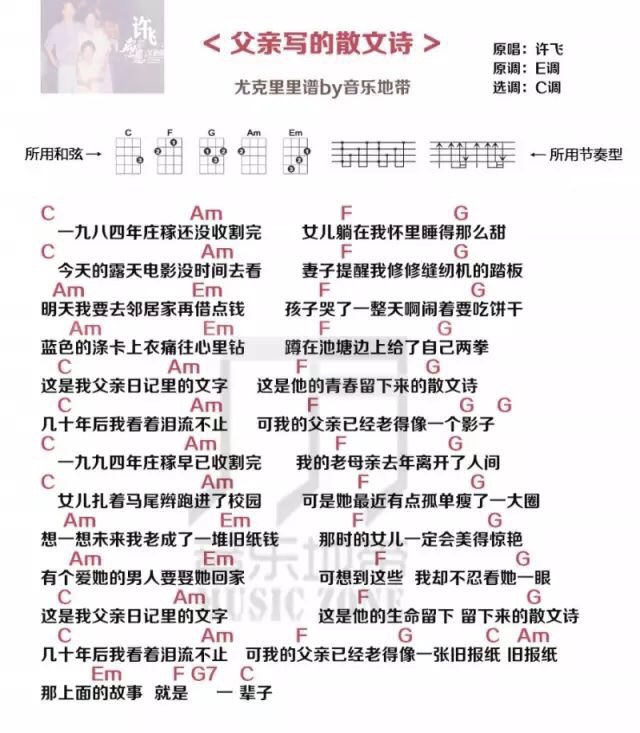 许飞
<父亲写的散文诗>
尤克里里谱by音乐地带
原唱：许飞
原调：E调
选调：C调
C F G Am Em
所用和弦→ ←所用节奏型
C Am F G
一九八四年庄稼还没收割完 女儿躺在我怀里睡得那么甜
C Am F G
今天的露天电影没时间去看 妻子提醒我修修缝纫机的踏板
Am Em F G
明天我要去邻居家再借点钱 孩子哭了一整天啊闹着要吃饼干
Am Em F G
蓝色的涤卡上衣痛往心里钻 蹲在池塘边上给了自己两拳
C Am F G
这是我父亲日记里的文字 这是他的青春留下来的散文诗
C Am F G G
几十年后我看着泪流不止 可我的父亲已经老得像一个影子
C Am F G
一九九四年庄稼早已收割完 我的老母亲去年离开了人间
C Am F G
女儿扎着马尾辫跑进了校园 可是她最近有点孤单瘦了一大圈
Am Em F G
想一想未来我老成了一堆旧纸钱 那时的女儿一定会美得惊艳
Am Em F G
有个爱她的男人要娶她回家 可想到这些 我却不忍看她一眼
C Am F G
这是我父亲日记里的文字 这是他的生命留下 留下来的散文诗
C Am F G C Am
几十年后我看着泪流不止 可我的父亲已经老得像一张旧报纸 旧报纸
Em F G7 C
那上面的故事 就是 一 辈子
音乐地带
MUSIC ZONE